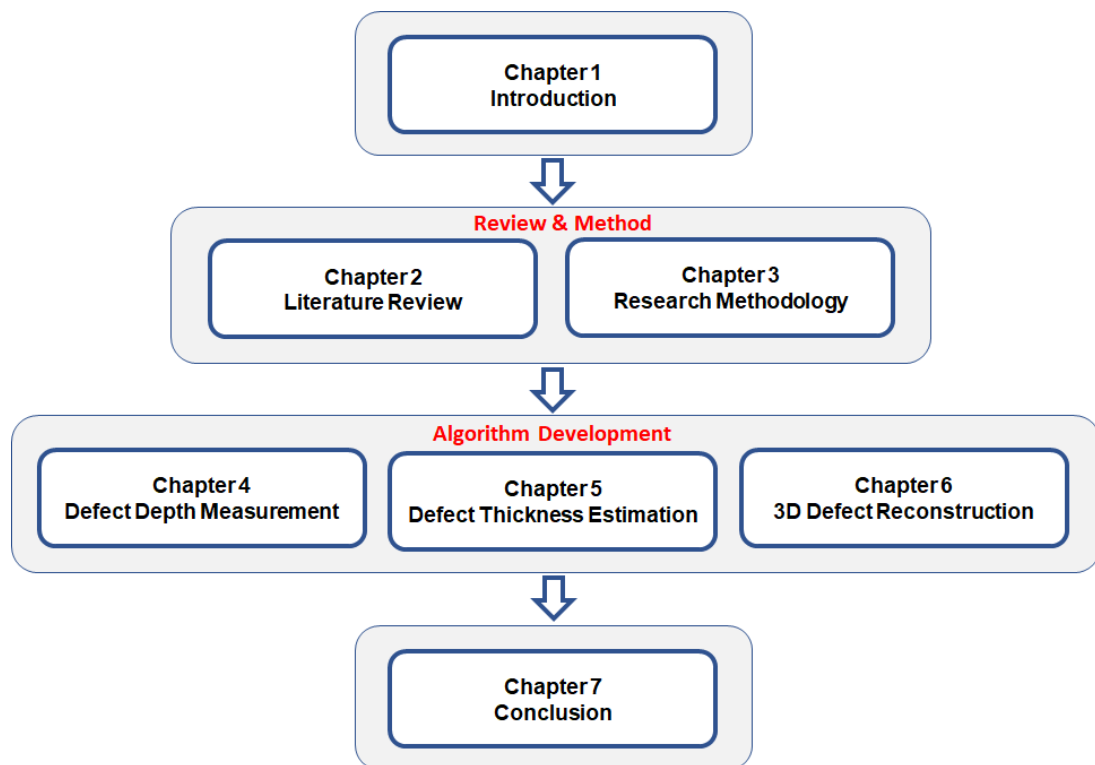 Chapter 1
Introduction
Review & Method
Chapter 2
Literature Review
Chapter 3
Research Methodology
Algorithm Development
Chapter 4
Defect Depth Measurement
Chapter 5
Defect Thickness Estimation
Chapter 6
3D Defect Reconstruction
Chapter 7
Conclusion